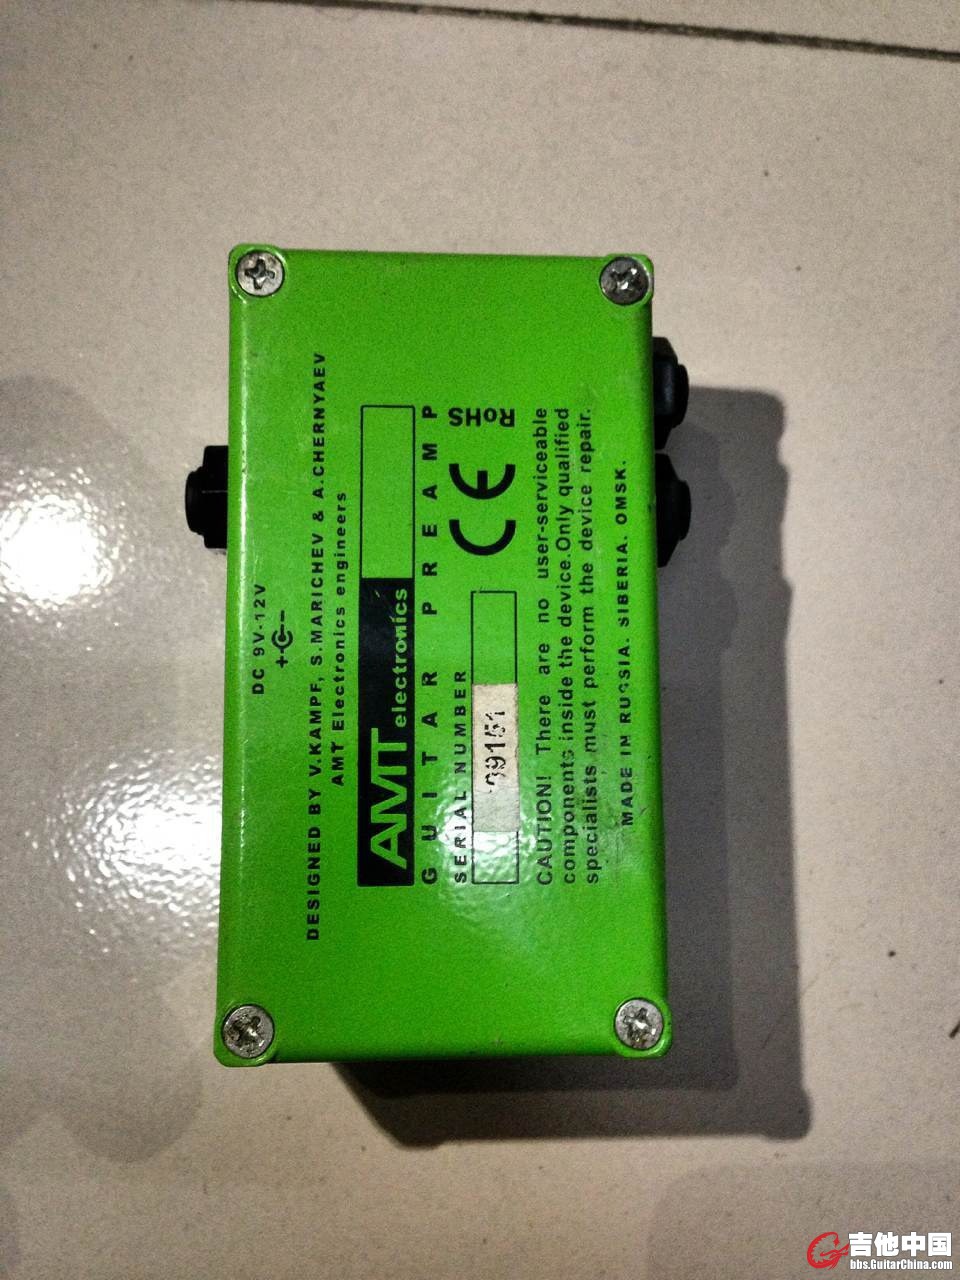 DESIGNED BY V.KAMPF, S.MARICHEV & A.CHERNYAEV
AMT Electronics engineers
DC 9V-12V
+ -
AMT electronics
GUITAR PREAMP
SERIAL NUMBER
CE RoHS
CAUTION! There are no user-serviceable
components inside the device.Only qualified
specialists must perform the device repair.
MADE IN RUSSIA. SIBERIA. OMSK.
吉他中国
bbs.GuitarChina.com